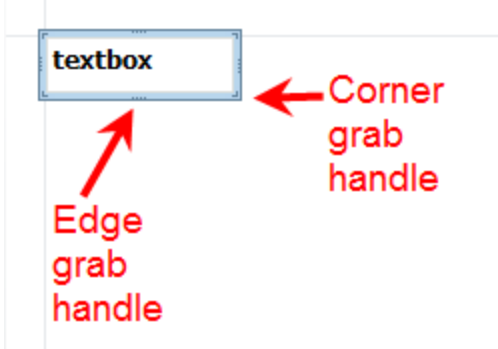 textbox
Corner
grab
handle
Edge
grab
handle